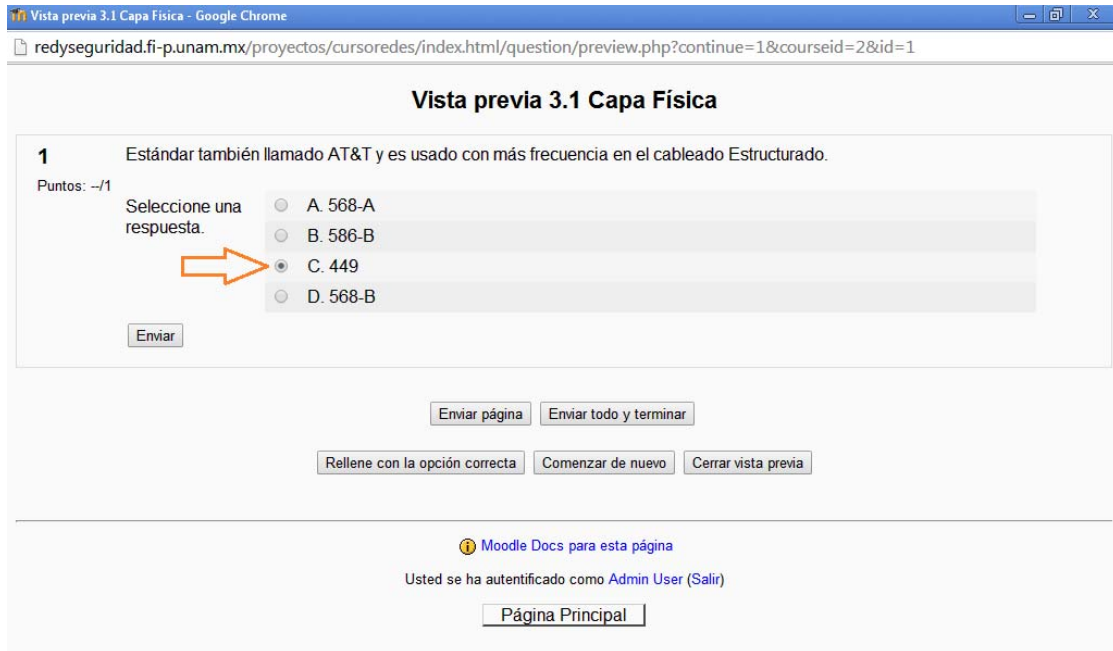 Vista previa 3.1 Capa Física - Google Chrome
redyseguridad.fi-p.unam.mx/proyectos/cursoredes/index.html/question/preview.php?continue=1&courseid=2&id=1
Vista previa 3.1 Capa Física
1
Estándar también llamado AT&T y es usado con más frecuencia en el cableado Estructurado.
Puntos: --/1
Seleccione una
respuesta.
A. 568-A
B. 586-B
C. 449
D. 568-B
Enviar
Enviar página Enviar todo y terminar
Rellene con la opción correcta Comenzar de nuevo Cerrar vista previa
Moodle Docs para esta página
Usted se ha autentificado como Admin User (Salir)
Página Principal